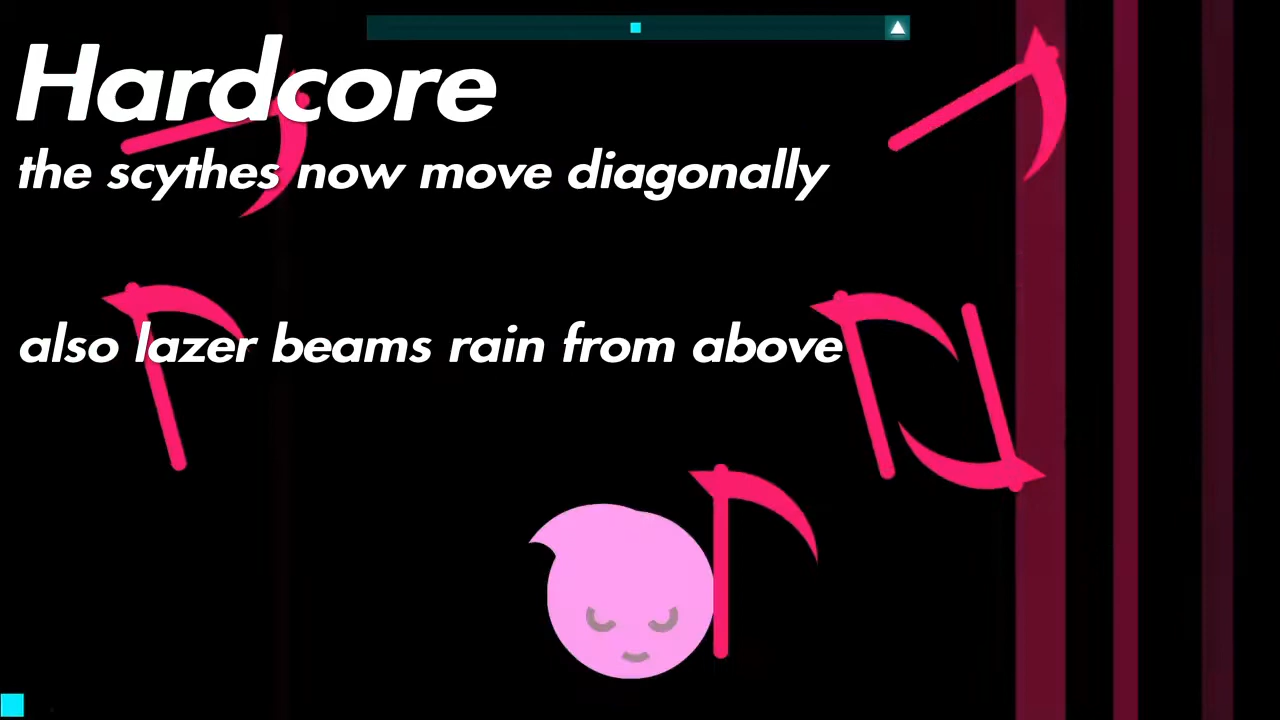 Hardcore
the scythes now move diagonally
also lazer beams rain from above